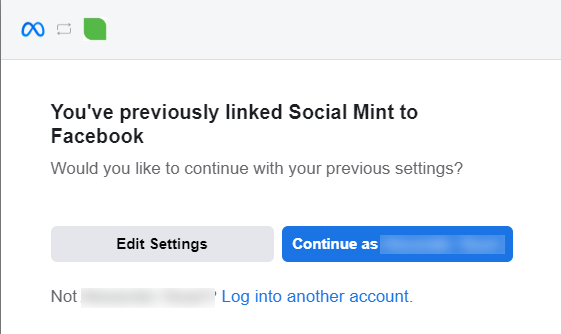 You've previously linked Social Mint to
Facebook
Would you like to continue with your previous settings?
Edit Settings
Continue as
Not ? Log into another account.